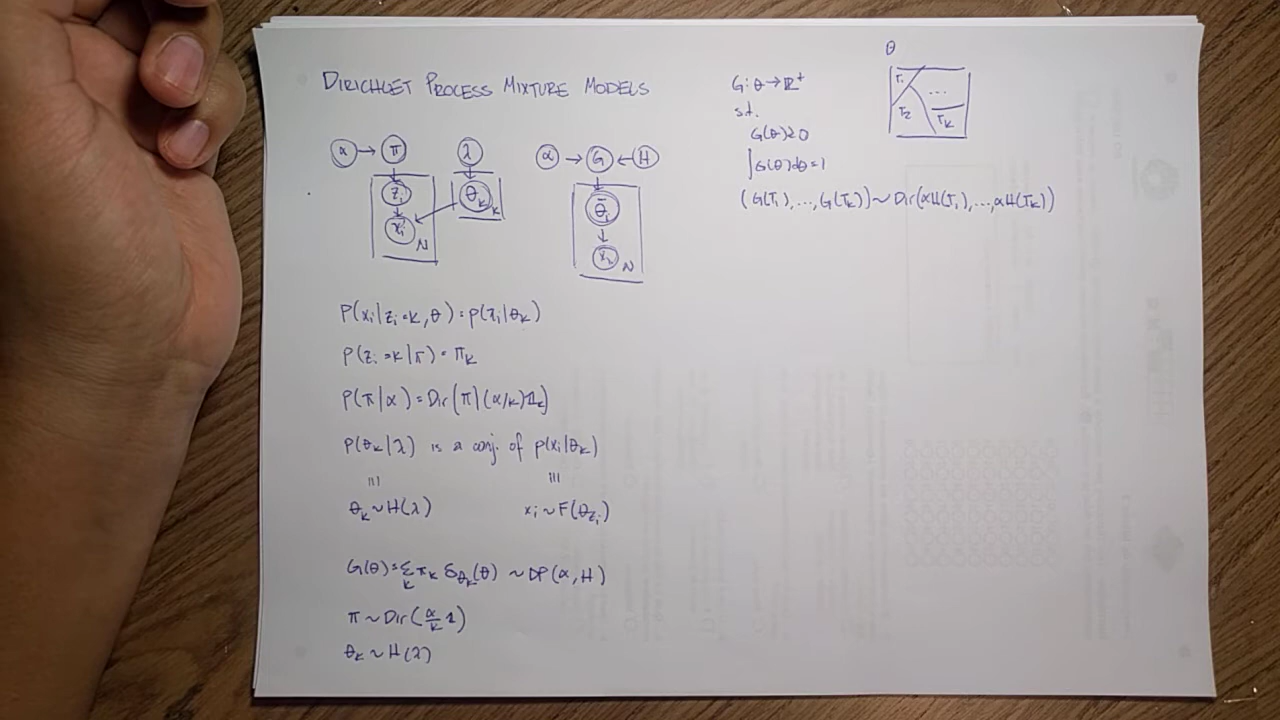 DIRICHLET PROCESS MIXTURE MODELS
α → π λ
z_i θ_k K
x_i N
α → G ← H
θ̄_i
x_i N
P(x_i|z_i=k,θ)=p(x_i|θ_k)
P(z_i=k|π)=π_k
P(π|α)=Dir(π|(α/K)𝟙_k)
P(θ_k|λ) is a conj. of p(x_i|θ_k)
III III
θ_k ~ H(λ) x_i ~ F(θ_{z_i})
G(θ)=Σ_k π_k δ_{θ_k}(θ) ~ DP(α,H)
π ~ Dir(α/K 𝟙)
θ_k ~ H(λ)
G: θ → ℝ⁺
s.t.
G(θ)≥0
∫G(θ)dθ=1
(G(T_1),...,G(T_K)) ~ Dir(αH(T_1),...,αH(T_K))
θ
T_1
...
T_2 T_K